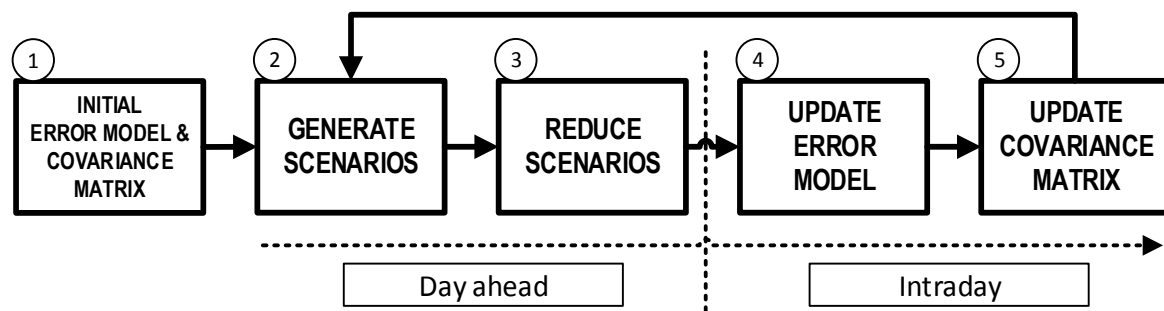 1
INITIAL
ERROR MODEL &
COVARIANCE
MATRIX
2
GENERATE
SCENARIOS
3
REDUCE
SCENARIOS
4
UPDATE
ERROR
MODEL
5
UPDATE
COVARIANCE
MATRIX
Day ahead
Intraday